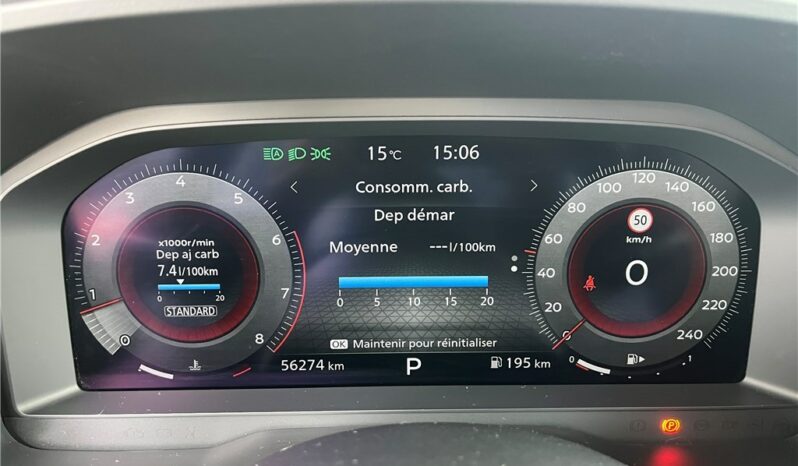 15°C 15:06
Consomm. carb.
Dep démar
Moyenne ---l/100km
0 5 10 15 20
OK Maintenir pour réinitialiser
0 1 2 3 4 5 6 7 8
x1000r/min
Dep aj carb
7.4 l/100km
0 20
STANDARD
0 20 40 60 80 100 120 140 160 180 200 220 240
50
km/h
0
0 1
56274 km P 195 km